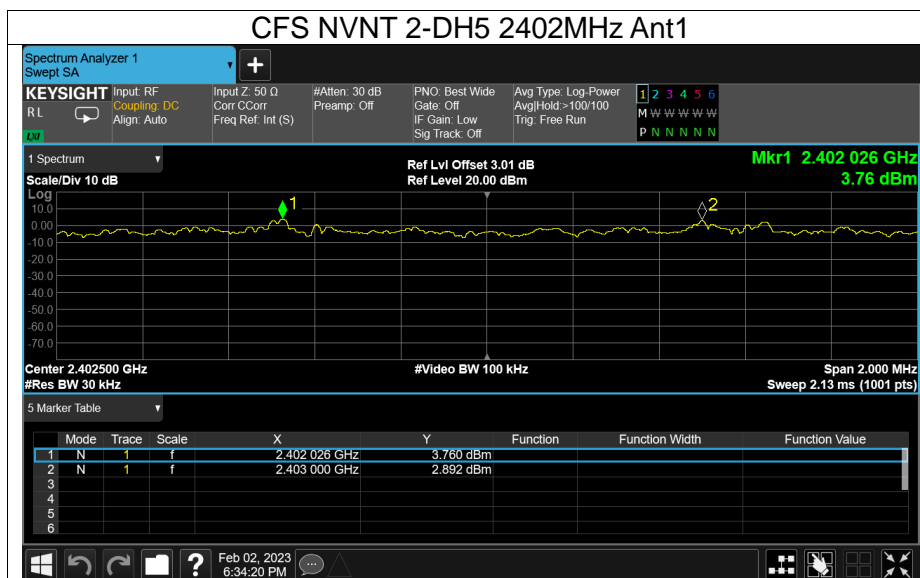 CFS NVNT 2-DH5 2402MHz Ant1
Spectrum Analyzer 1
Swept SA
+
KEYSIGHT Input: RF Input Z: 50 Ω #Atten: 30 dB PNO: Best Wide Avg Type: Log-Power 1 2 3 4 5 6
R L Coupling: DC Corr CCorr Preamp: Off Gate: Off Avg|Hold:>100/100 M W W W W W
Align: Auto Freq Ref: Int (S) IF Gain: Low Trig: Free Run
LXI Sig Track: Off P N N N N N
1 Spectrum Ref Lvl Offset 3.01 dB Mkr1 2.402 026 GHz
Scale/Div 10 dB Ref Level 20.00 dBm 3.76 dBm
Log
10.0
0.00
-10.0
-20.0
-30.0
-40.0
-50.0
-60.0
-70.0
1
2
Center 2.402500 GHz #Video BW 100 kHz Span 2.000 MHz
#Res BW 30 kHz Sweep 2.13 ms (1001 pts)
5 Marker Table
Mode Trace Scale X Y Function Function Width Function Value
1 N 1 f 2.402 026 GHz 3.760 dBm
2 N 1 f 2.403 000 GHz 2.892 dBm
3
4
5
6
? Feb 02, 2023
6:34:20 PM